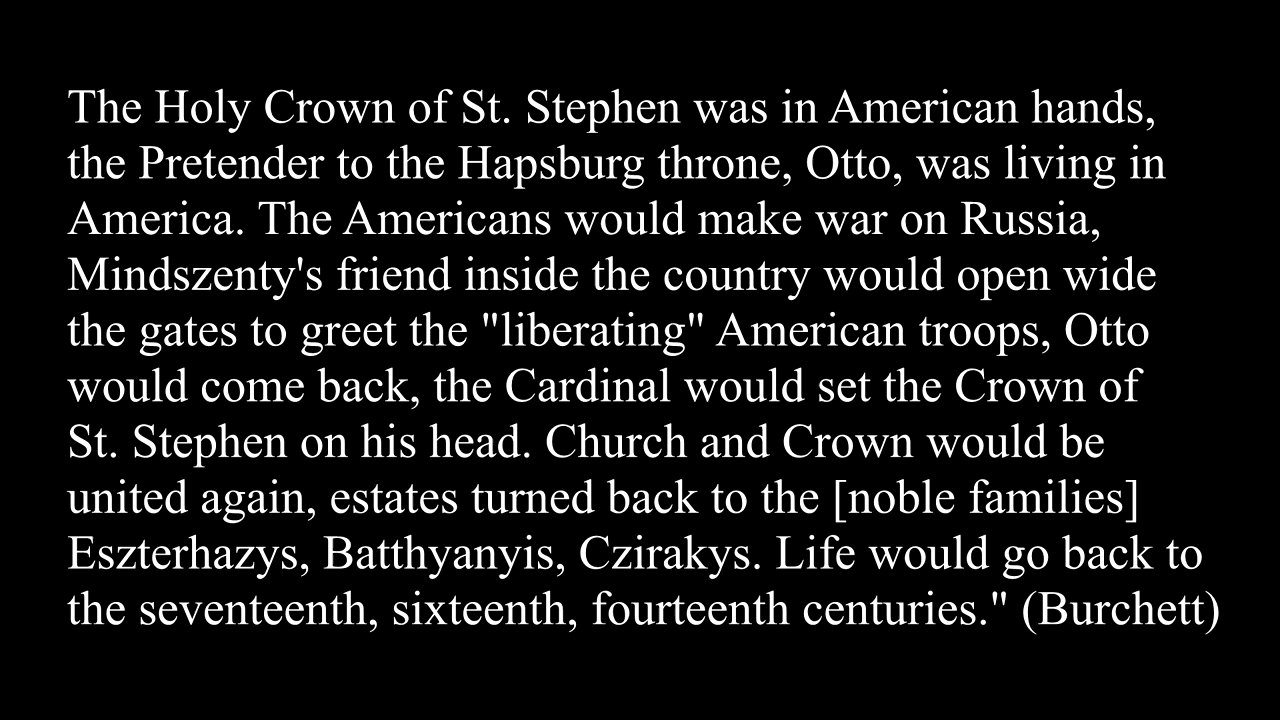 The Holy Crown of St. Stephen was in American hands,
the Pretender to the Hapsburg throne, Otto, was living in
America. The Americans would make war on Russia,
Mindszenty's friend inside the country would open wide
the gates to greet the "liberating" American troops, Otto
would come back, the Cardinal would set the Crown of
St. Stephen on his head. Church and Crown would be
united again, estates turned back to the [noble families]
Eszterhazys, Batthyanyis, Czirakys. Life would go back to
the seventeenth, sixteenth, fourteenth centuries." (Burchett)